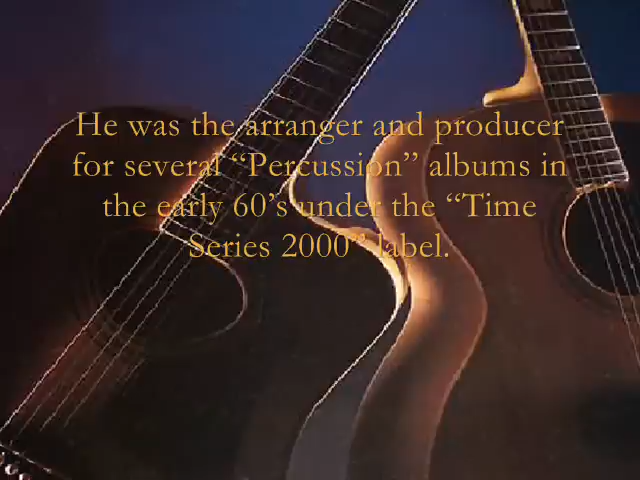 He was the arranger and producer
for several “Percussion” albums in
the early 60’s under the “Time
Series 2000” label.